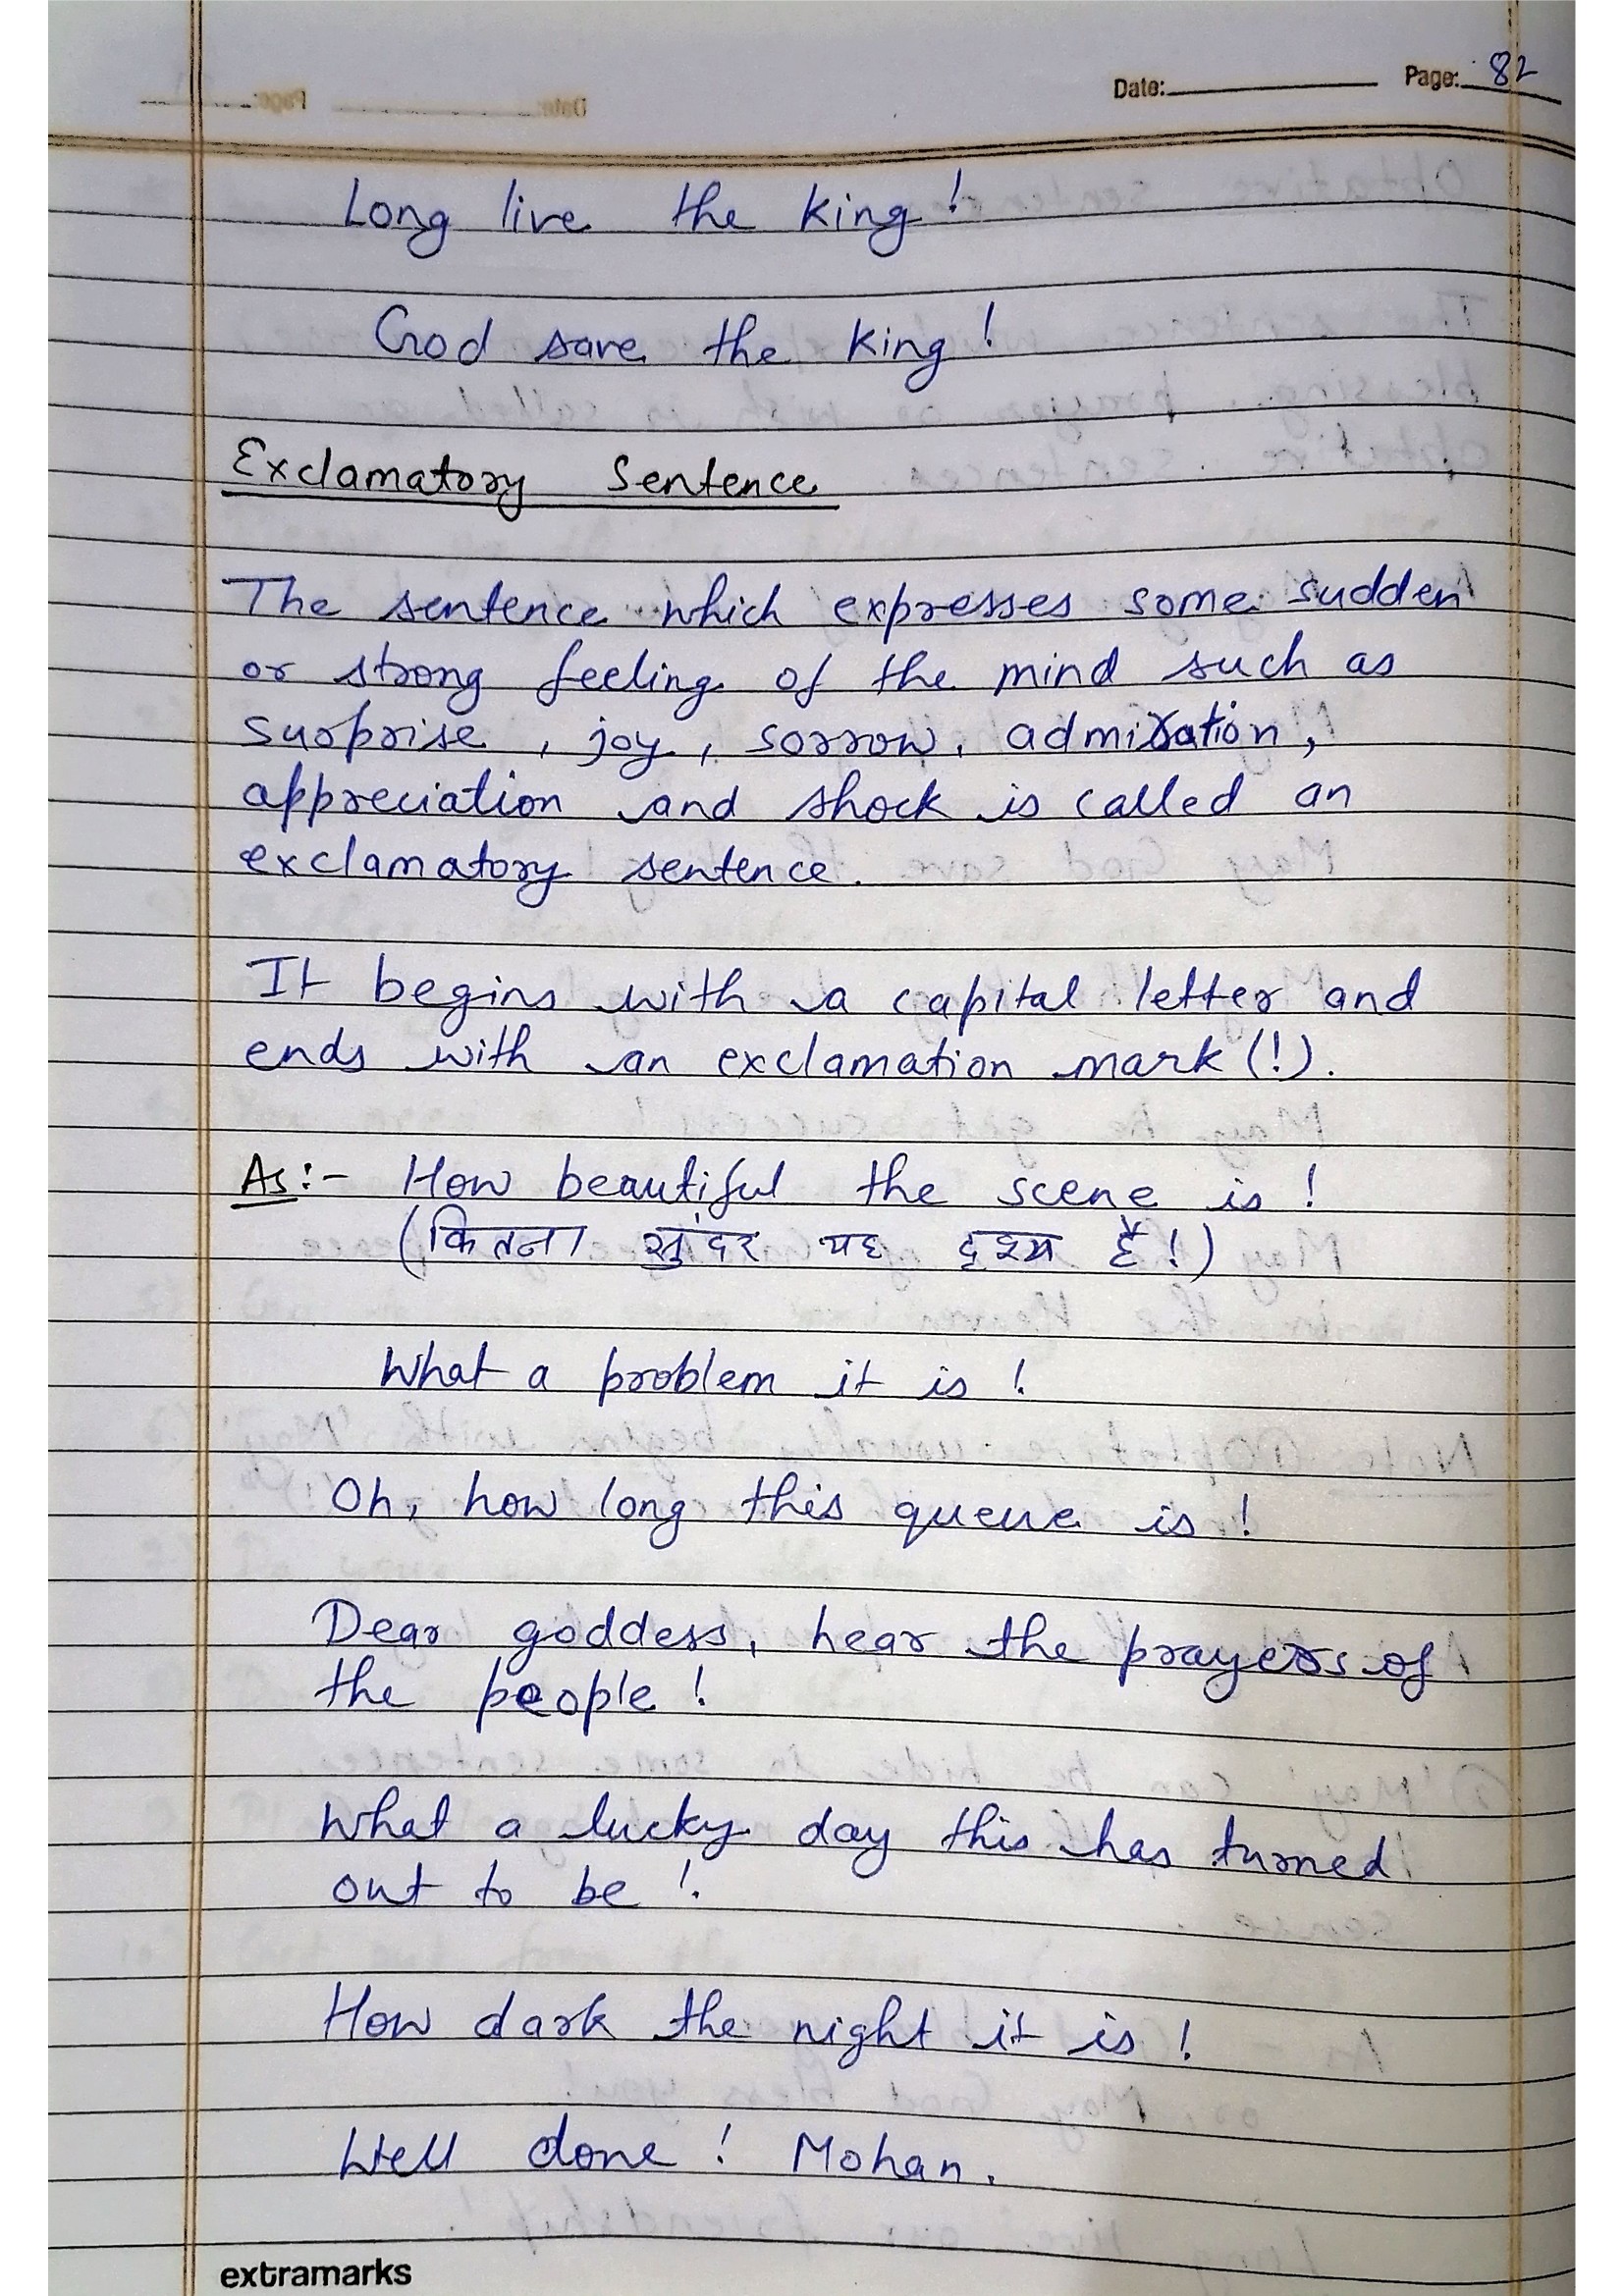 Date: Page: 82
Long live the king!
God save the king!
Exclamatory Sentence
The sentence which expresses some sudden
or strong feeling of the mind such as
surprise, joy, sorrow, admiration,
appreciation and shock is called an
exclamatory sentence.
It begins with a capital letter and
ends with an exclamation mark (!).
As:- How beautiful the scene is!
(कितना सुंदर यह दृश्य है!)
What a problem it is!
Oh, how long this queue is!
Dear goddess, hear the prayers of
the people!
What a lucky day this has turned
out to be!
How dark the night it is!
Well done! Mohan.
extramarks